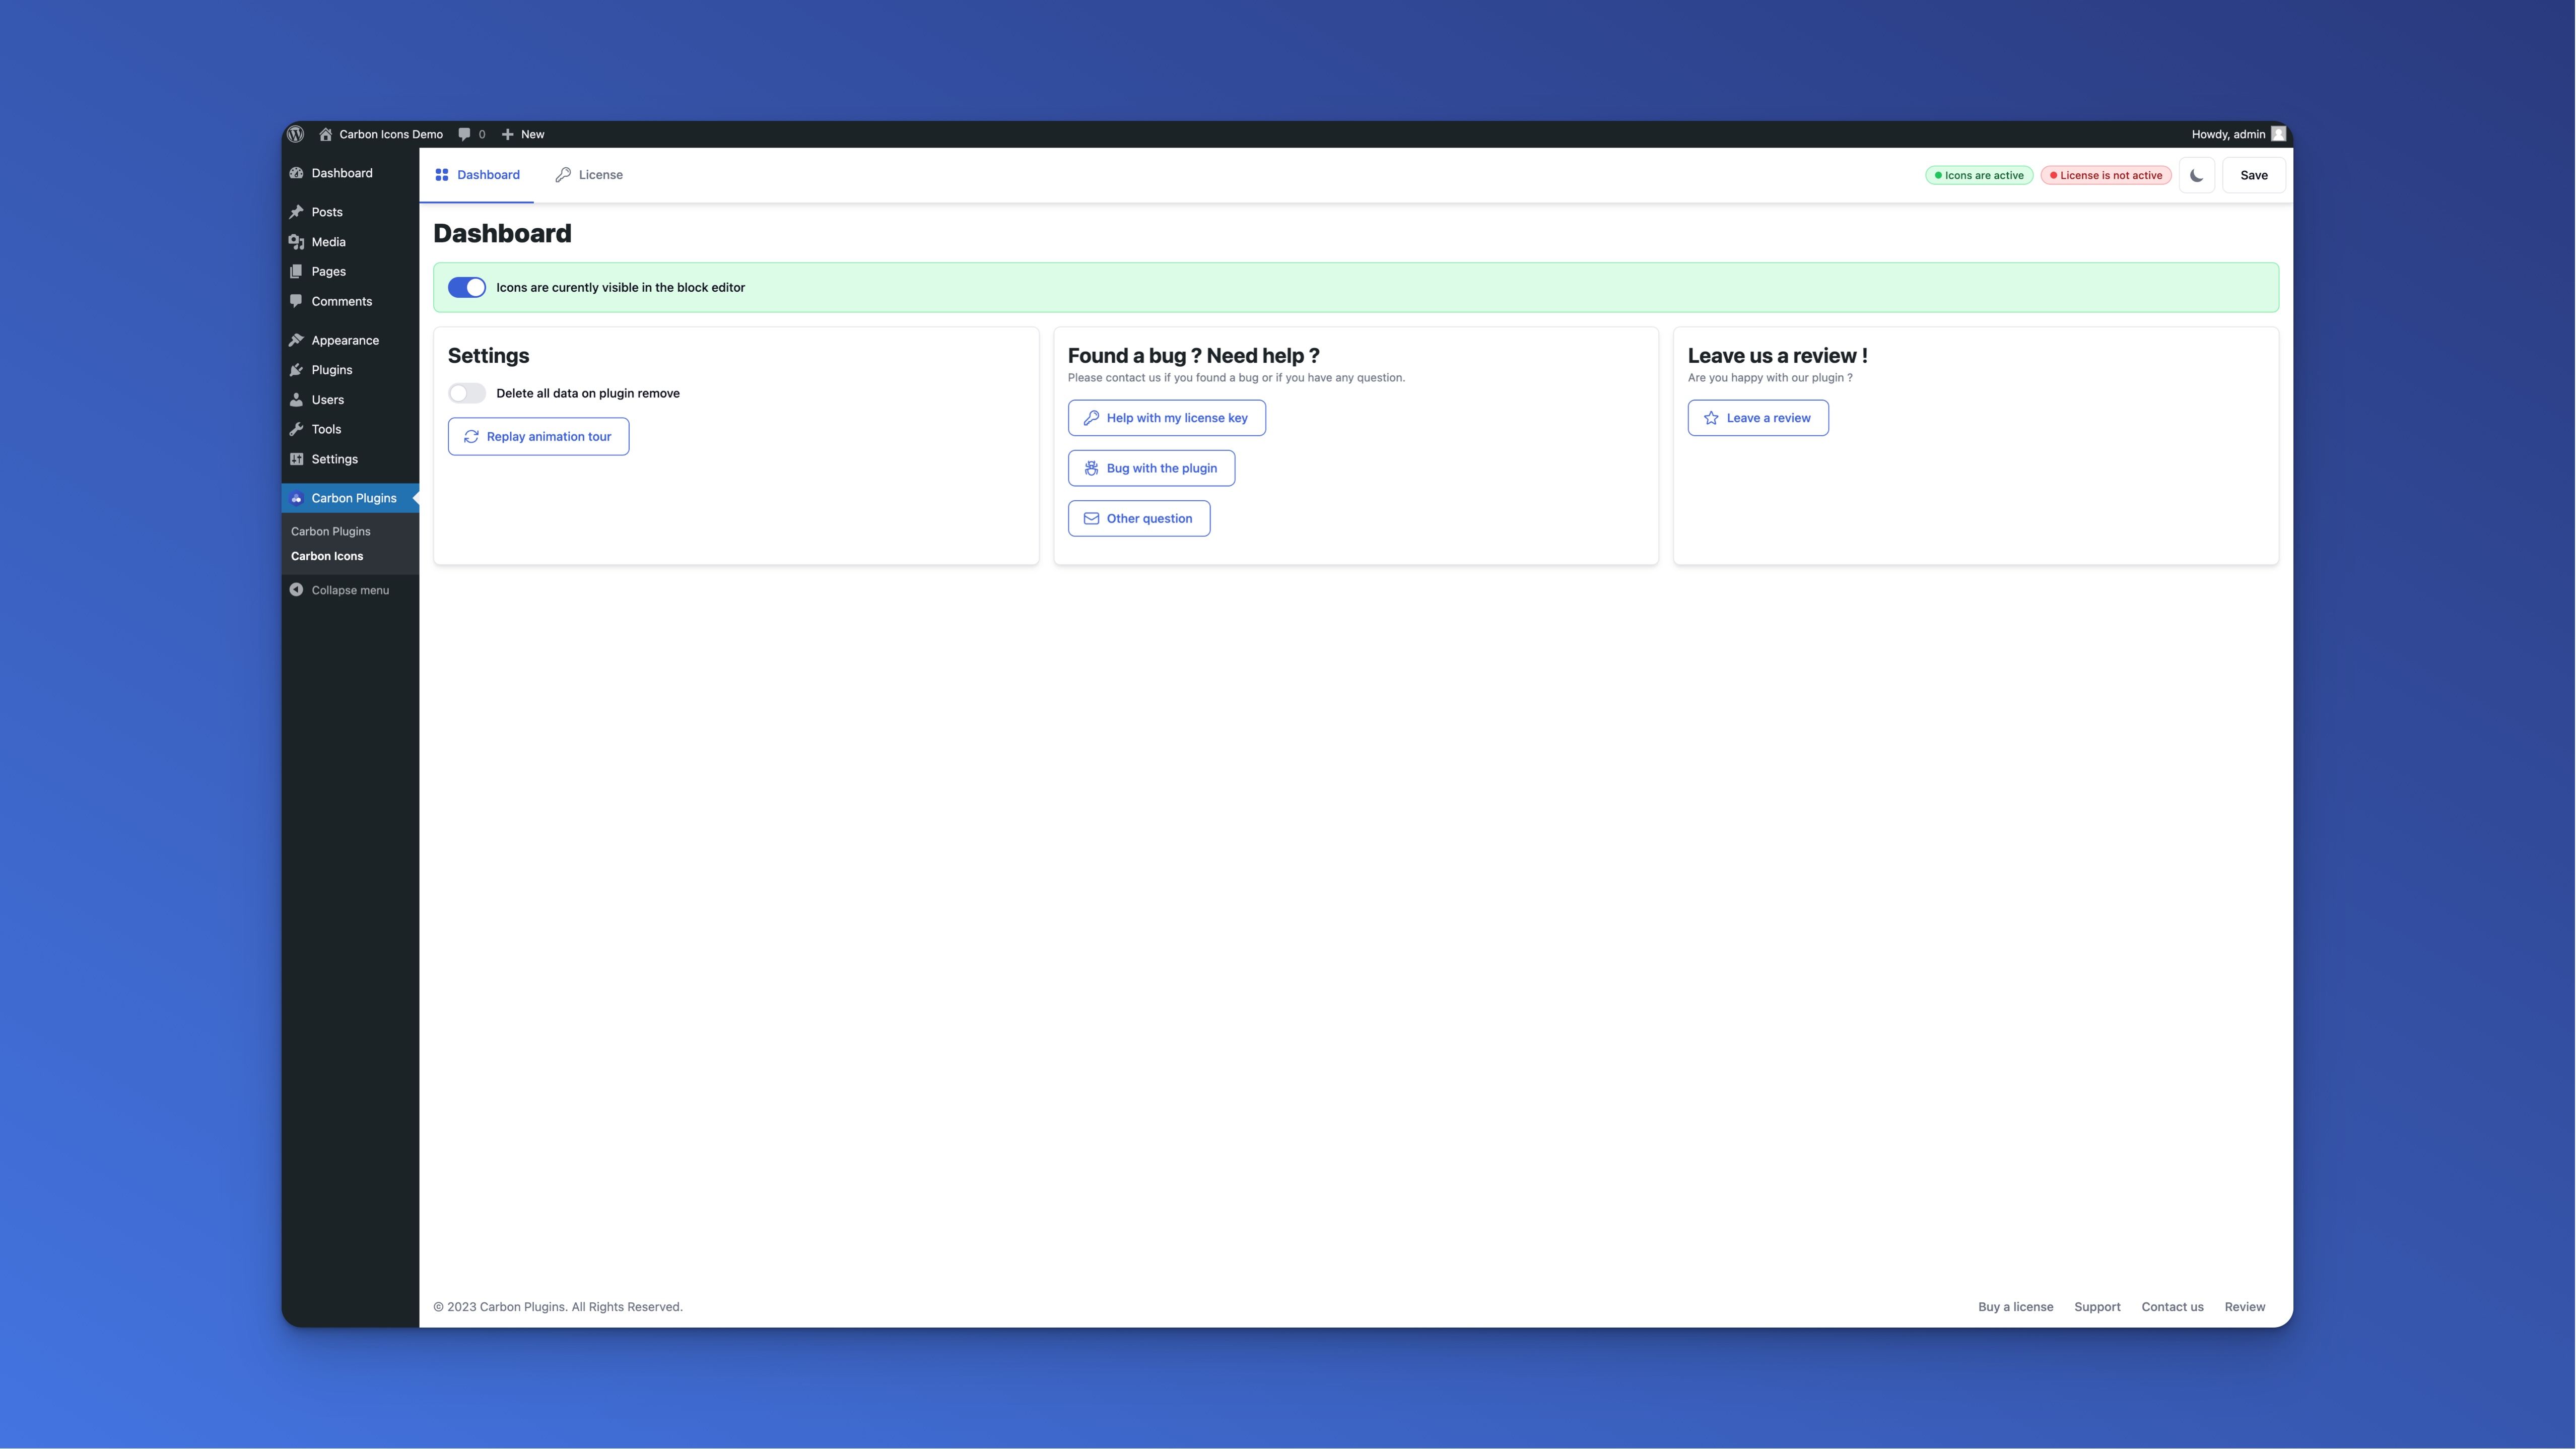 Carbon Icons Demo 0 New Howdy, admin
Dashboard
Posts
Media
Pages
Comments
Appearance
Plugins
Users
Tools
Settings
Carbon Plugins
Carbon Plugins
Carbon Icons
Collapse menu
Dashboard License Icons are active License is not active Save
Dashboard
Icons are curently visible in the block editor
Settings
Delete all data on plugin remove
Replay animation tour
Found a bug ? Need help ?
Please contact us if you found a bug or if you have any question.
Help with my license key
Bug with the plugin
Other question
Leave us a review !
Are you happy with our plugin ?
Leave a review
© 2023 Carbon Plugins. All Rights Reserved. Buy a license Support Contact us Review